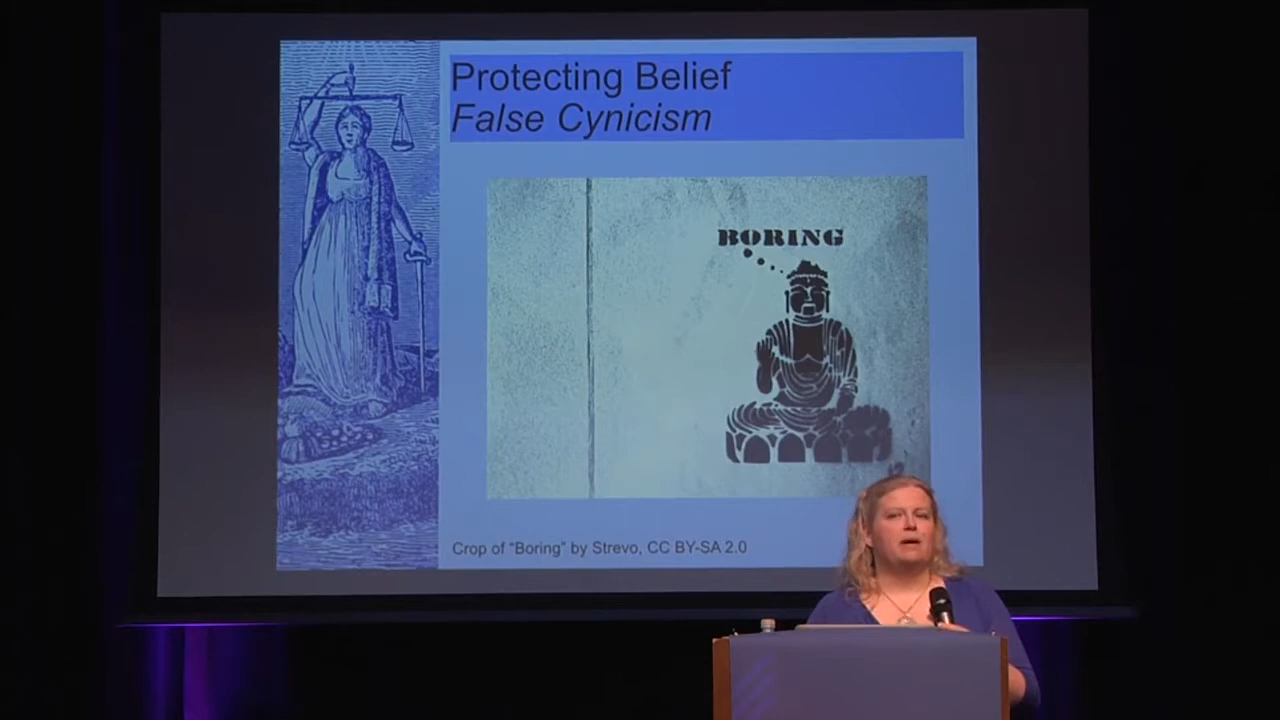 Protecting Belief
False Cynicism
BORING
Crop of “Boring” by Strevo, CC BY-SA 2.0